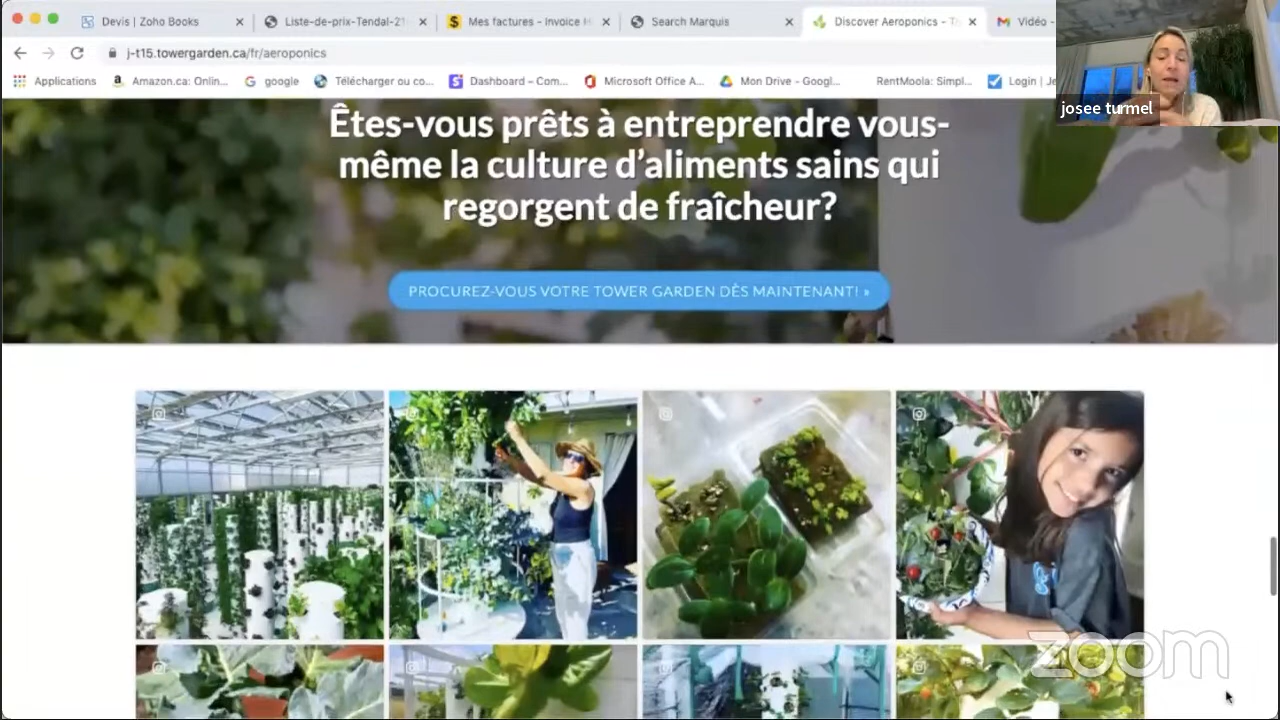 Devis | Zoho Books
Liste-de-prix-Tendal-21
Mes factures - Invoice H
Search Marquis
Discover Aeroponics - To
Vidéo -
j-t15.towergarden.ca/fr/aeroponics
Applications
Amazon.ca: Onlin...
google
Télécharger ou co...
Dashboard – Com...
Microsoft Office A...
Mon Drive - Googl...
RentMoola: Simpl...
Login | Je
josee turmel
Êtes-vous prêts à entreprendre vous-
même la culture d'aliments sains qui
regorgent de fraîcheur?
PROCUREZ-VOUS VOTRE TOWER GARDEN DÈS MAINTENANT! »
zoom